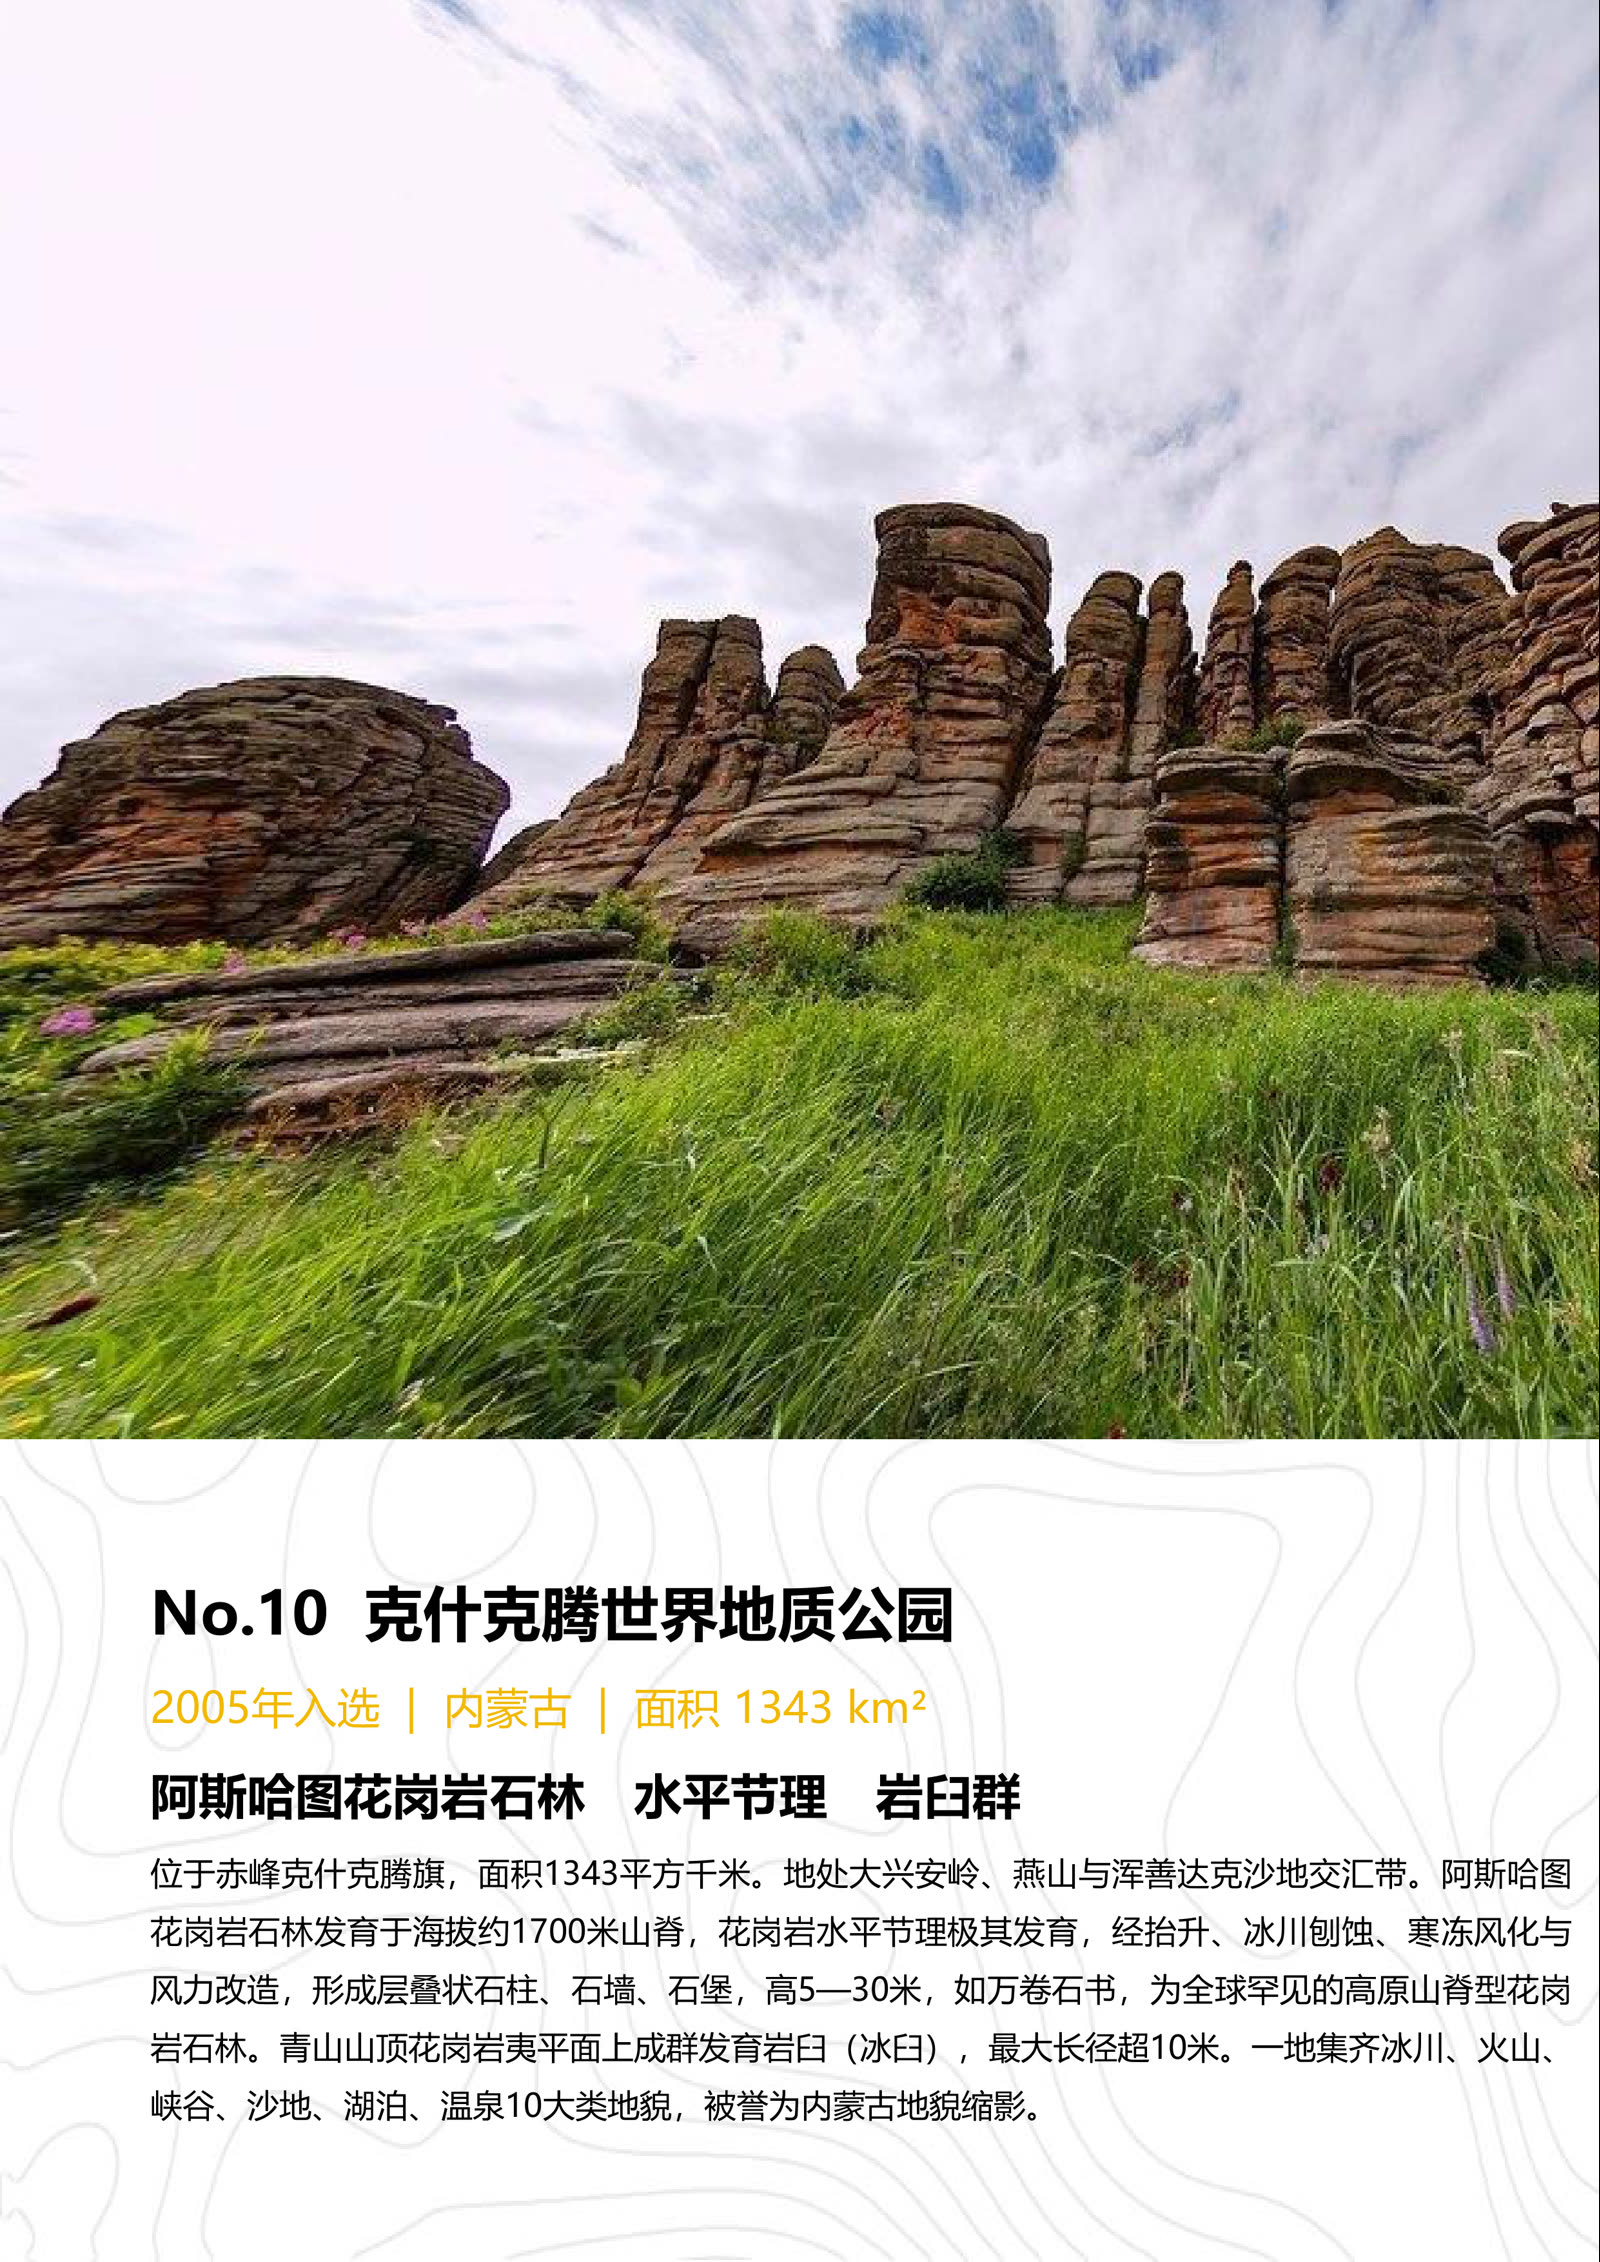 No.10 克什克腾世界地质公园
2005年入选 | 内蒙古 | 面积 1343 km²
阿斯哈图花岗岩石林 水平节理 岩臼群
位于赤峰克什克腾旗，面积1343平方千米。地处大兴安岭、燕山与浑善达克沙地交汇带。阿斯哈图
花岗岩石林发育于海拔约1700米山脊，花岗岩水平节理极其发育，经抬升、冰川刨蚀、寒冻风化与
风力改造，形成层叠状石柱、石墙、石堡，高5—30米，如万卷石书，为全球罕见的高原山脊型花岗
岩石林。青山山顶花岗岩夷平面上成群发育岩臼（冰臼），最大长径超10米。一地集齐冰川、火山、
峡谷、沙地、湖泊、温泉10大类地貌，被誉为内蒙古地貌缩影。